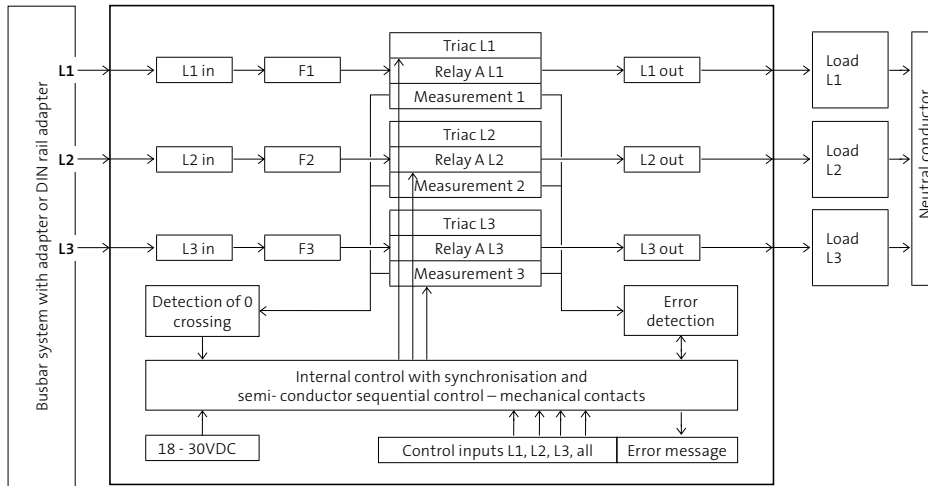 Busbar system with adapter or DIN rail adapter
L1
L1 in
F1
Triac L1
Relay A L1
Measurement 1
L1 out
Load
L1
L2
L2 in
F2
Triac L2
Relay A L2
Measurement 2
L2 out
Load
L2
L3
L3 in
F3
Triac L3
Relay A L3
Measurement 3
L3 out
Load
L3
Neutral conductor
Detection of 0
crossing
Error
detection
Internal control with synchronisation and
semi- conductor sequential control – mechanical contacts
18 - 30VDC
Control inputs L1, L2, L3, all
Error message